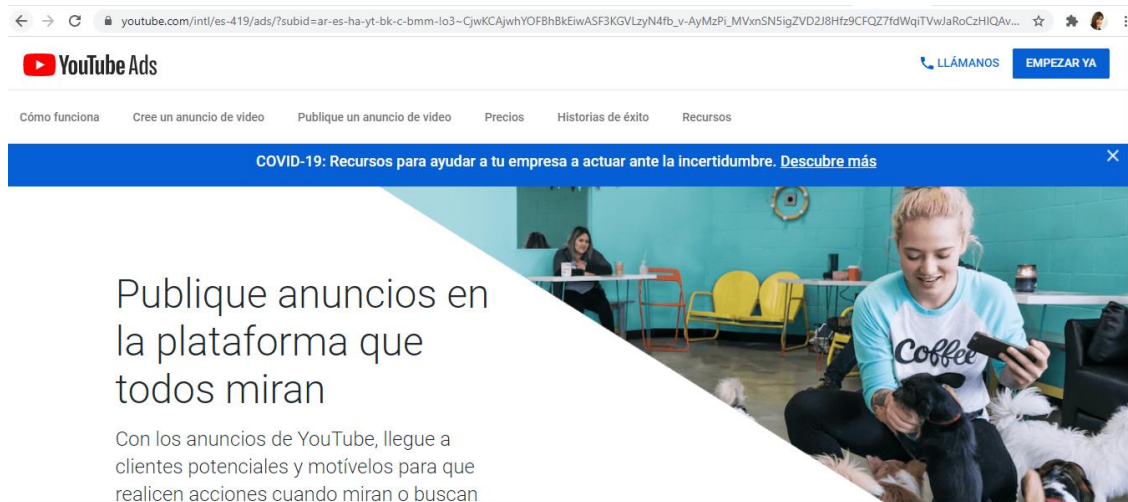 youtube.com/intl/es-419/ads/?subid=ar-es-ha-yt-bk-c-bmm-lo3~CjwKCAjwhYOFBhBkEiwASF3KGVLzyN4fb_v-AyMzPi_MVxnSN5igZVD2J8Hfz9CFQZ7fdWqiTVwJaRoCzHIQAv...
YouTube Ads
LLÁMANOS
EMPEZAR YA
Cómo funciona
Cree un anuncio de video
Publique un anuncio de video
Precios
Historias de éxito
Recursos
COVID-19: Recursos para ayudar a tu empresa a actuar ante la incertidumbre. Descubre más
Publique anuncios en
la plataforma que
todos miran
Con los anuncios de YouTube, llegue a
clientes potenciales y motívelos para que
realicen acciones cuando miran o buscan
Coffee